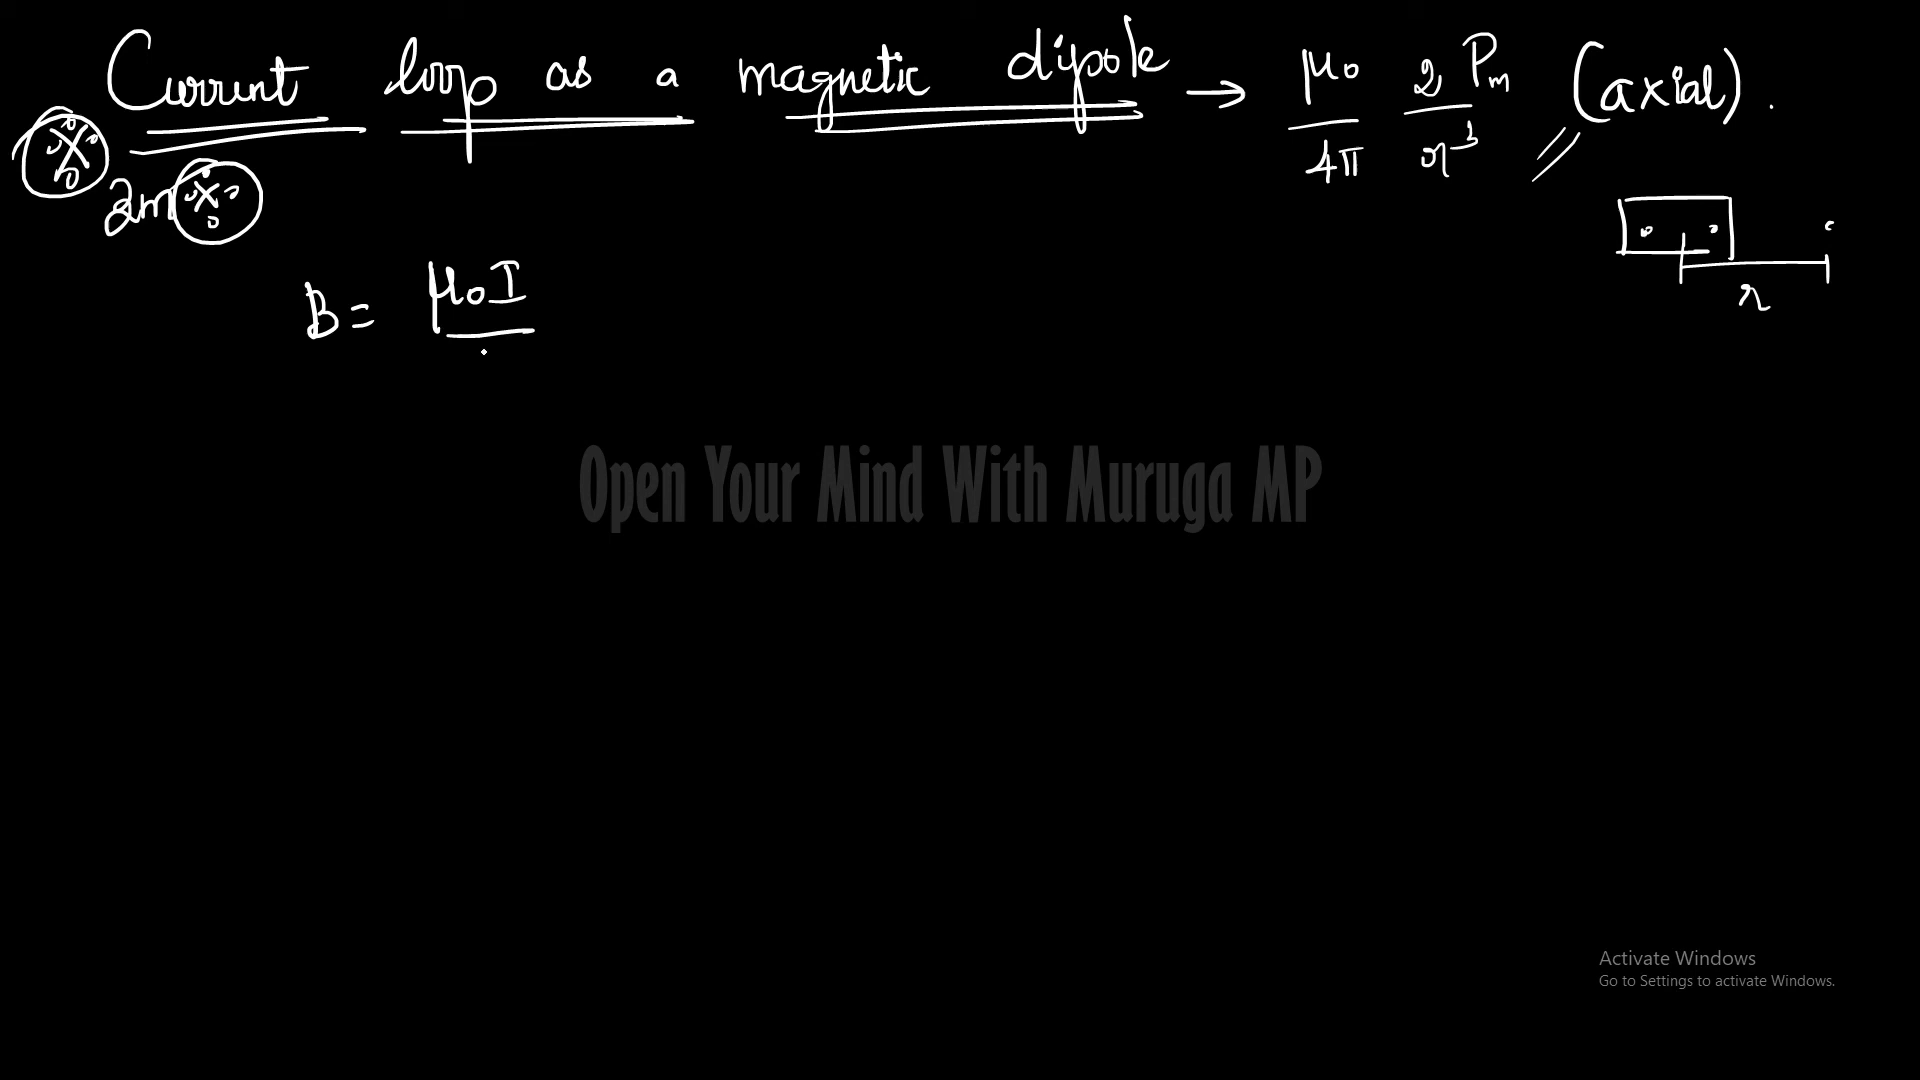 Current loop as a magnetic dipole → μ₀/4π 2Pm/r³ (axial).
2m
r
B = μ₀I
Open Your Mind With Muruga MP
Activate Windows
Go to Settings to activate Windows.